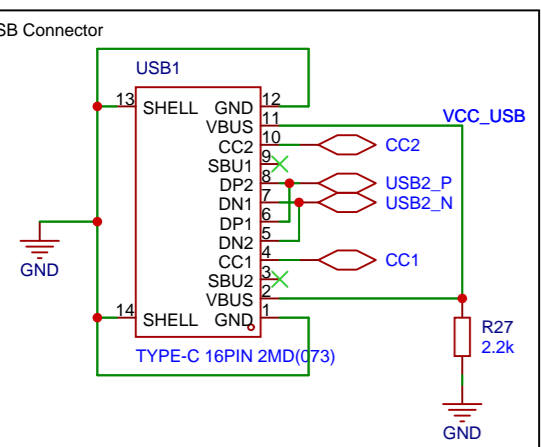 SB Connector
USB1
13 SHELL GND 12
VBUS 11
VCC_USB
CC2 10 CC2
SBU1 9
DP2 8 USB2_P
DN1 7 USB2_N
DP1 6
DN2 5
CC1 4 CC1
SBU2 3
VBUS 2
14 SHELL GND 1
GND
R27
2.2k
TYPE-C 16PIN 2MD(073)
GND